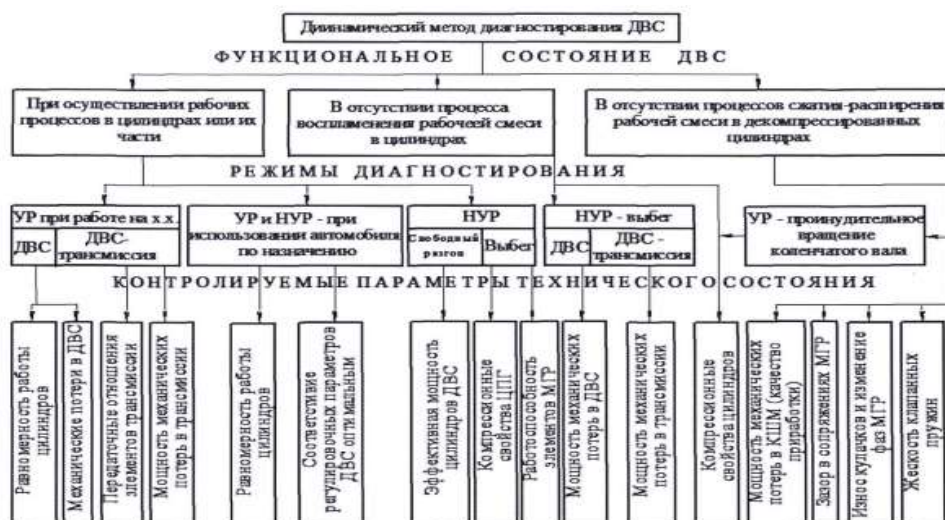 Диинамический метод диагностирования ДВС
ФУНКЦИОНАЛЬНОЕ СОСТОЯНИЕ ДВС
При осуществлении рабочих
процессов в цилиндрах или их
части
В отсутствии процесса
воспламенения рабочеей смеси
в цилиндрах
В отсутствии процессов сжатия-расширения
рабочей смеси в декомпрессированных
цилиндрах
РЕЖИМЫ ДИАГНОСТИРОВАНИЯ
УР при работе на х.х.
ДВС
ДВС-
трансмиссия
УР и НУР - при
использовании автомобиля
по назначению
НУР
Свободный
разгон
Выбег
НУР - выбег
ДВС
ДВС -
трансмиссия
УР - проинудительное
вращение
коленчатого вала
КОНТРОЛИРУЕМЫЕ ПАРАМЕТРЫ ТЕХНИЧЕСКОГО СОСТОЯНИЯ
Равномерность работы
цилиндров
Механические потери в ДВС
Передаточные отношения
элементов трансмиссии
Мощность механических
потерь в трансмиссии
Равномерность работы
цилиндров
Соответствие
регулировочных параметров
ДВС оптимальным
Эффективная мощность
цилиндров ДВС
Компрессионные
свойства ЦПГ
Работоспособность
элементов МГР
Мощность механических
потерь в ДВС
Мощность механических
потерь в трансмиссии
Компрессионные
свойства цилиндров
Мощность механических
потерь в КШМ (качество
приработки)
Зазор в сопряжениях МГР
Износ кулачков и изменение
фаз МГР
Жескость клапанных
пружин